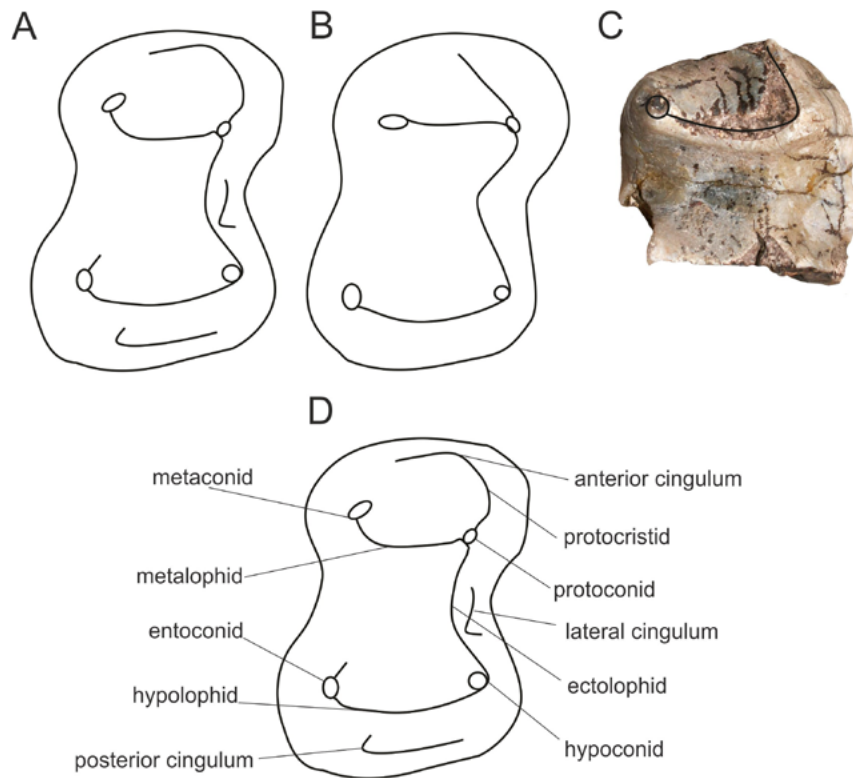 A
B
C
D
metaconid
anterior cingulum
protocristid
metalophid
protoconid
entoconid
lateral cingulum
hypolophid
ectolophid
posterior cingulum
hypoconid